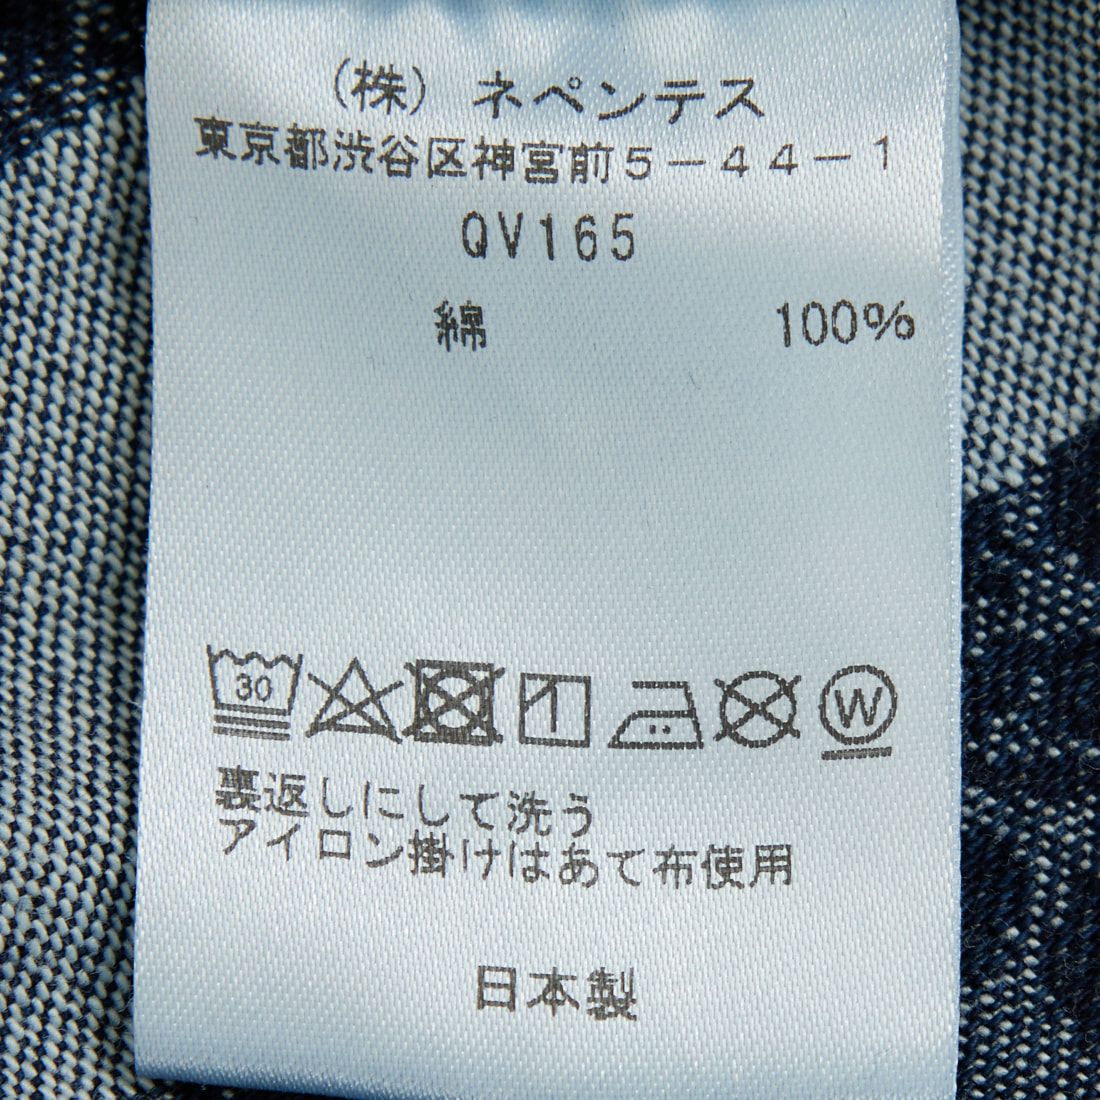 (株) ネペンテス
東京都渋谷区神宮前5-44-1
QV165
綿 100%
30 W
裏返しにして洗う
アイロン掛けはあて布使用
日本製